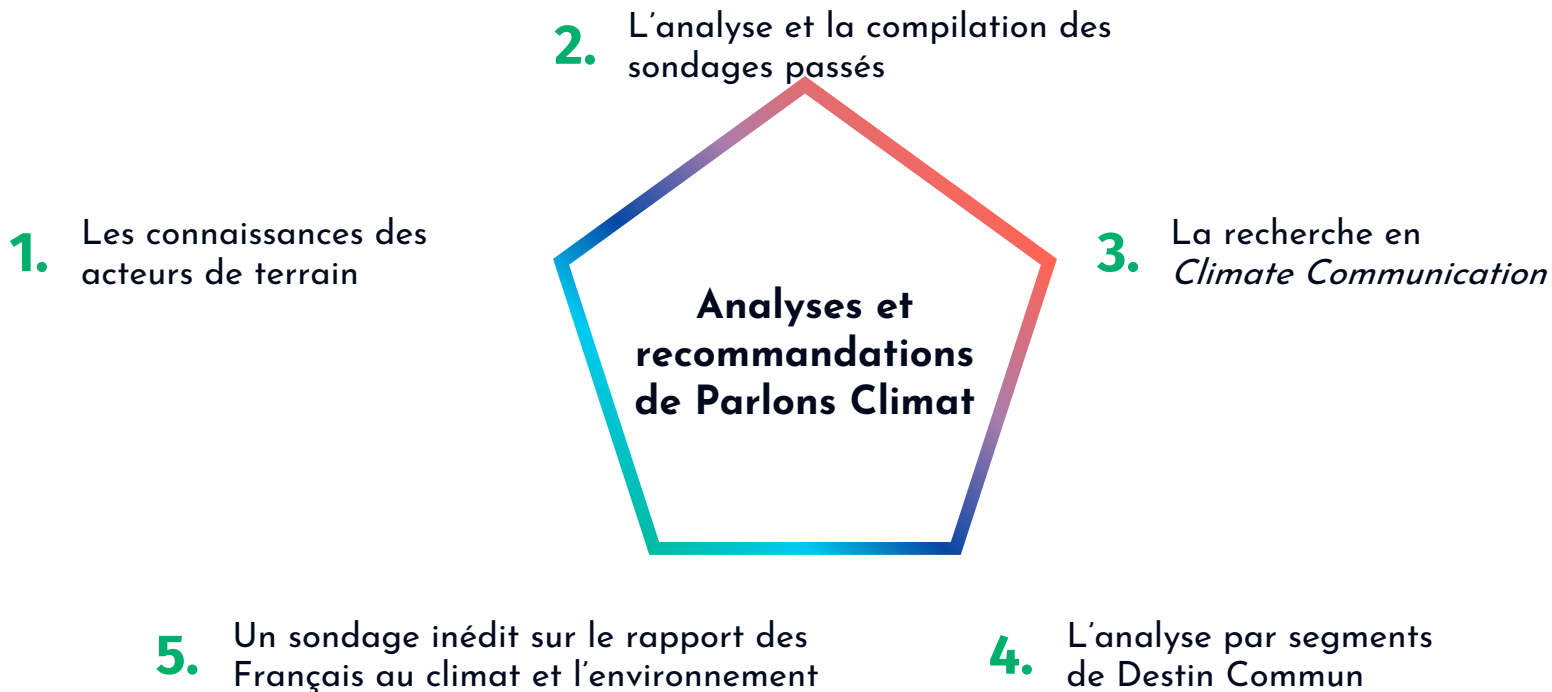 2. L'analyse et la compilation des
sondages passés
1. Les connaissances des
acteurs de terrain
3. La recherche en
Climate Communication
Analyses et
recommandations
de Parlons Climat
5. Un sondage inédit sur le rapport des
Français au climat et l'environnement
4. L'analyse par segments
de Destin Commun